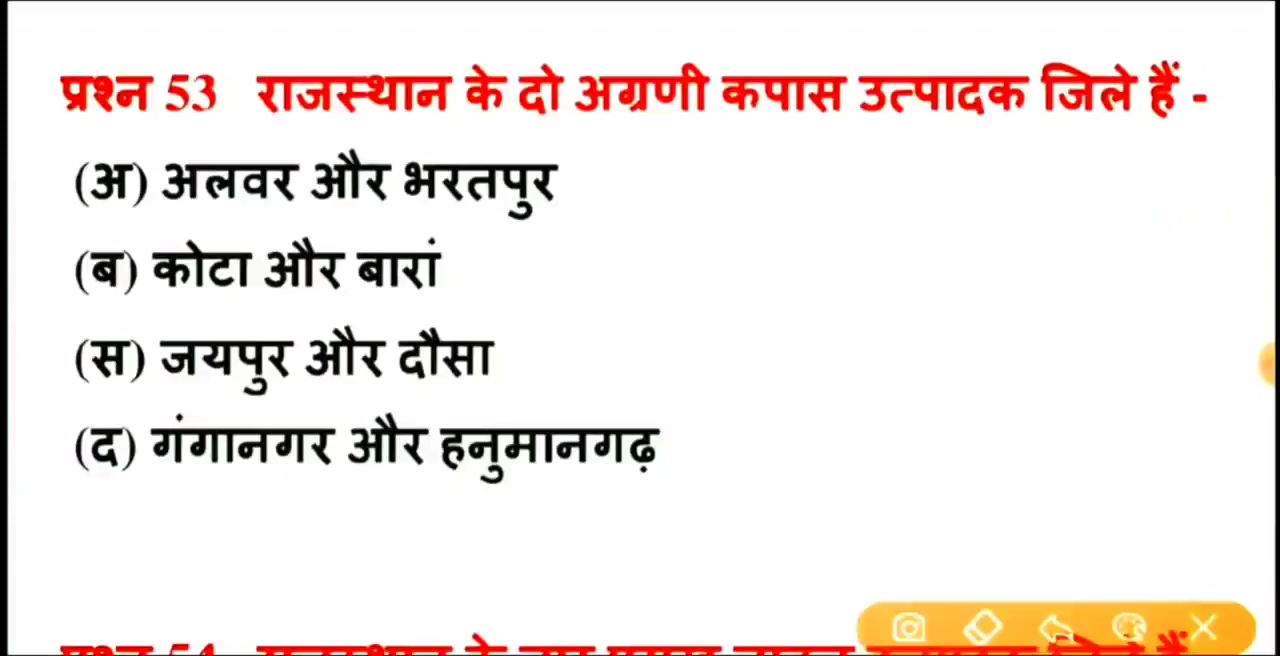 प्रश्न 53 राजस्थान के दो अग्रणी कपास उत्पादक जिले हैं -
(अ) अलवर और भरतपुर
(ब) कोटा और बारां
(स) जयपुर और दौसा
(द) गंगानगर और हनुमानगढ़